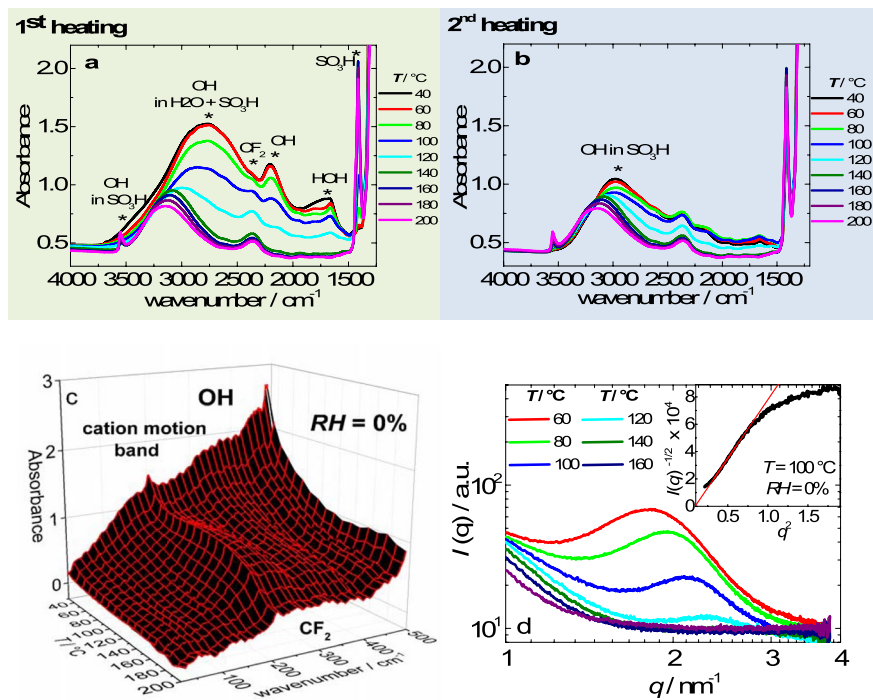 1st heating
a
OH
in H2O + SO3H
SO3H
*
*
CF2
*
OH
*
HOH
*
OH
in SO3H
*
T / °C
40
60
80
100
120
140
160
180
200
Absorbance
2.0
1.5
1.0
0.5
4000 3500 3000 2500 2000 1500
wavenumber / cm-1
2nd heating
b
OH in SO3H
*
T / °C
40
60
80
100
120
140
160
180
200
Absorbance
2.0
1.5
1.0
0.5
4000 3500 3000 2500 2000 1500
wavenumber / cm-1
c
OH
RH = 0%
cation motion
band
CF2
Absorbance
3
2
1
0
40
60
80
100
120
140
160
180
200
T/°C
100
200
300
400
500
wavenumber / cm-1
T / °C T / °C
60 120
80 140
100 160
I (q) / a.u.
102
101
1 2 3 4
q / nm-1
d
I(q) -1/2 x 104
8
6
4
2
0
0.5 1.0 1.5
q2
T = 100 °C
RH = 0%